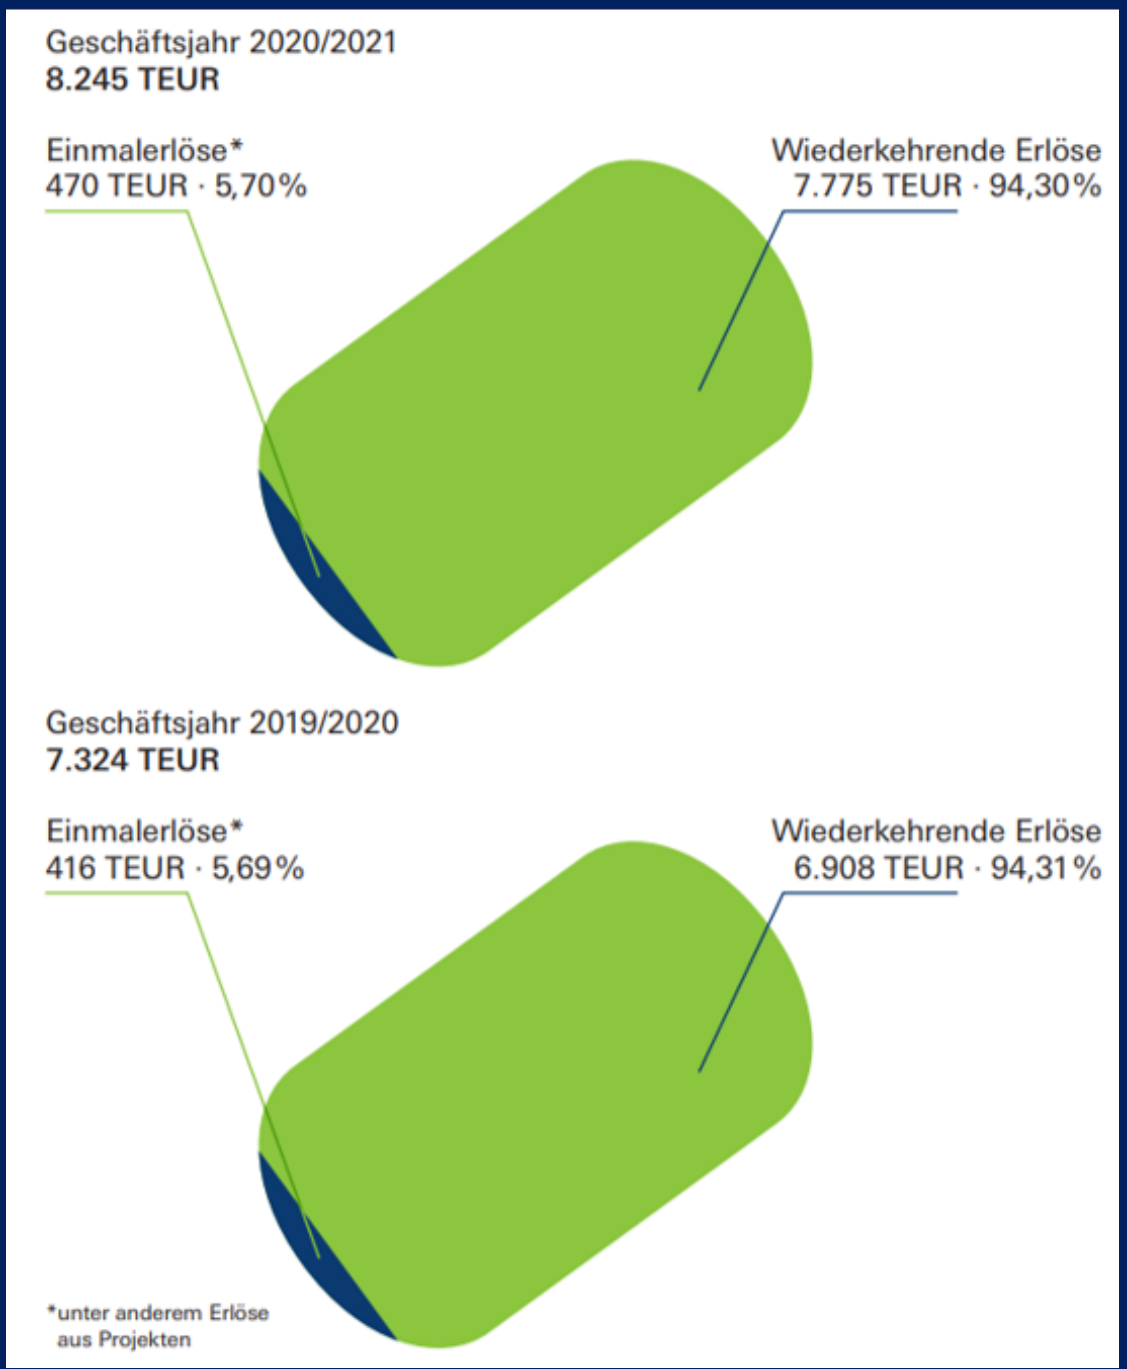 Geschäftsjahr 2020/2021
8.245 TEUR
Einmalerlöse*
470 TEUR · 5,70%
Wiederkehrende Erlöse
7.775 TEUR · 94,30%
Geschäftsjahr 2019/2020
7.324 TEUR
Einmalerlöse*
416 TEUR · 5,69%
Wiederkehrende Erlöse
6.908 TEUR · 94,31%
*unter anderem Erlöse
aus Projekten